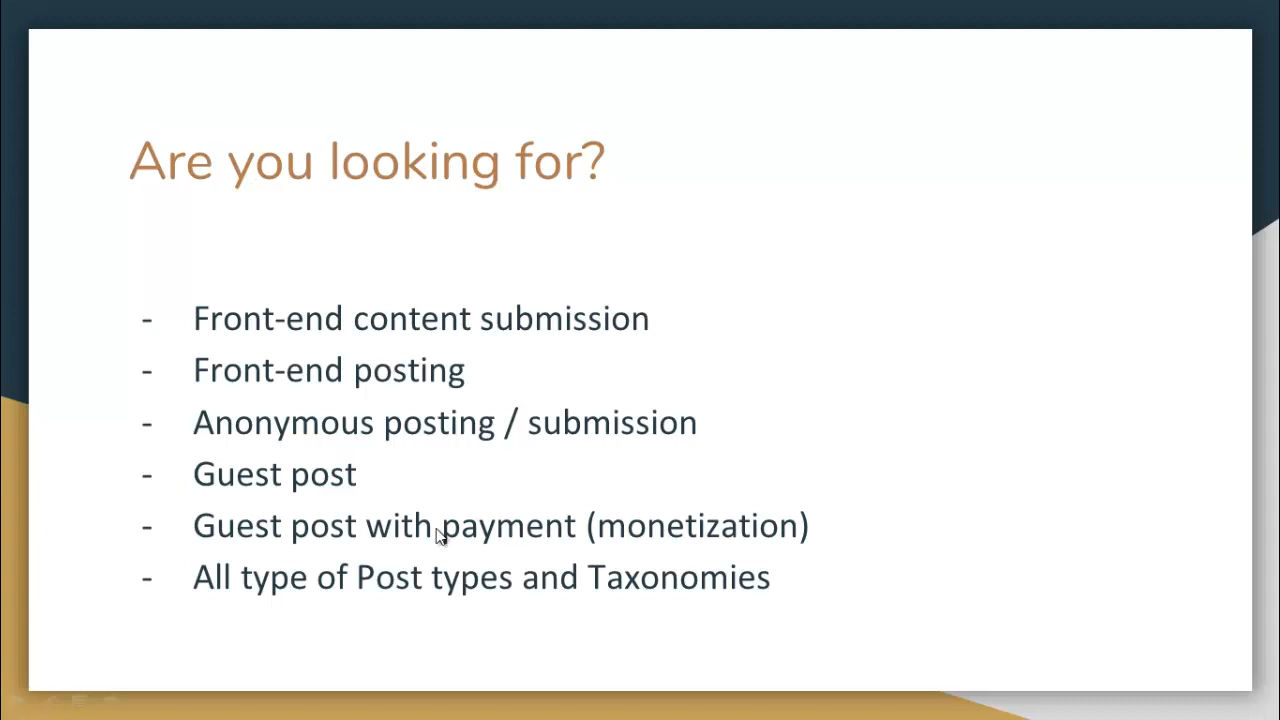 Are you looking for?
- Front-end content submission
- Front-end posting
- Anonymous posting / submission
- Guest post
- Guest post with payment (monetization)
- All type of Post types and Taxonomies